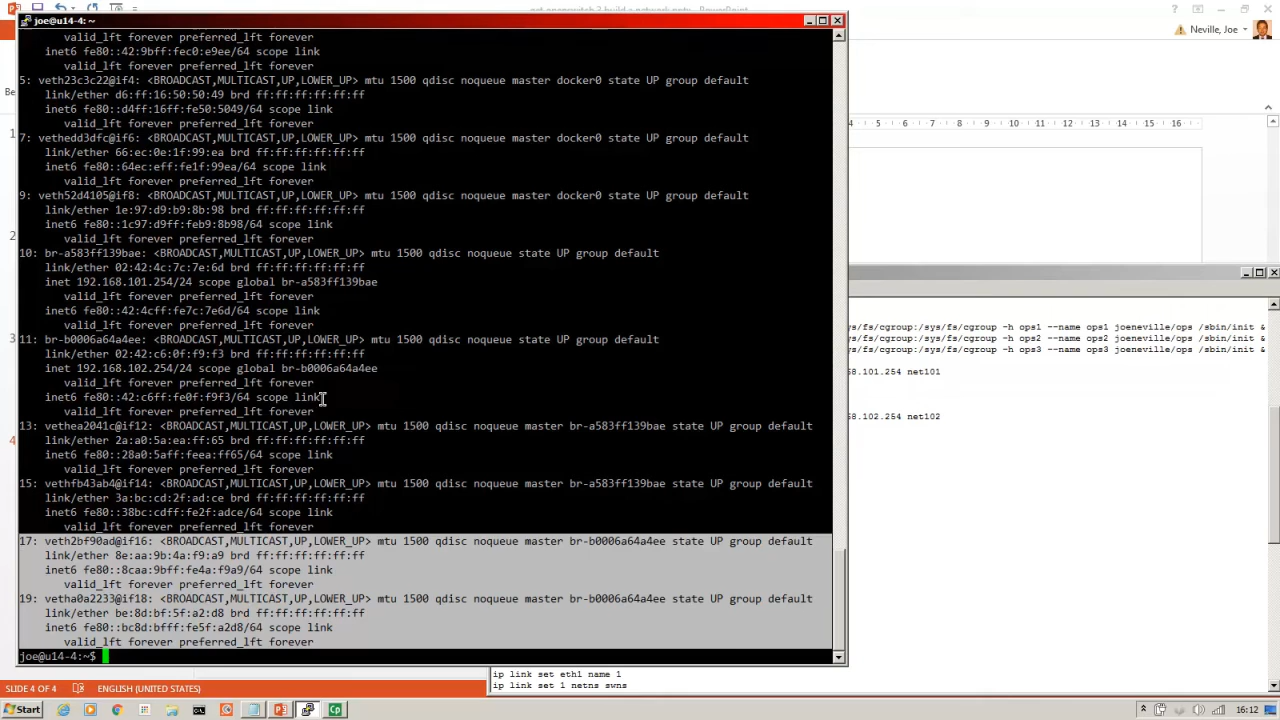 joe@u14-4: ~
valid_lft forever preferred_lft forever
inet6 fe80::42:9bff:fec0:e9ee/64 scope link
valid_lft forever preferred_lft forever
5: veth23c3c22@if4: <BROADCAST,MULTICAST,UP,LOWER_UP> mtu 1500 qdisc noqueue master docker0 state UP group default
link/ether d6:ff:16:50:50:49 brd ff:ff:ff:ff:ff:ff
inet6 fe80::d4ff:16ff:fe50:5049/64 scope link
valid_lft forever preferred_lft forever
7: vethedd3dfc@if6: <BROADCAST,MULTICAST,UP,LOWER_UP> mtu 1500 qdisc noqueue master docker0 state UP group default
link/ether 66:ec:0e:1f:99:ea brd ff:ff:ff:ff:ff:ff
inet6 fe80::64ec:eff:fe1f:99ea/64 scope link
valid_lft forever preferred_lft forever
9: veth52d4105@if8: <BROADCAST,MULTICAST,UP,LOWER_UP> mtu 1500 qdisc noqueue master docker0 state UP group default
link/ether 1e:97:d9:b9:8b:98 brd ff:ff:ff:ff:ff:ff
inet6 fe80::1c97:d9ff:feb9:8b98/64 scope link
valid_lft forever preferred_lft forever
10: br-a583ff139bae: <BROADCAST,MULTICAST,UP,LOWER_UP> mtu 1500 qdisc noqueue state UP group default
link/ether 02:42:4c:7c:7e:6d brd ff:ff:ff:ff:ff:ff
inet 192.168.101.254/24 scope global br-a583ff139bae
valid_lft forever preferred_lft forever
inet6 fe80::42:4cff:fe7c:7e6d/64 scope link
valid_lft forever preferred_lft forever
11: br-b0006a64a4ee: <BROADCAST,MULTICAST,UP,LOWER_UP> mtu 1500 qdisc noqueue state UP group default
link/ether 02:42:c6:0f:f9:f3 brd ff:ff:ff:ff:ff:ff
inet 192.168.102.254/24 scope global br-b0006a64a4ee
valid_lft forever preferred_lft forever
inet6 fe80::42:c6ff:fe0f:f9f3/64 scope link
valid_lft forever preferred_lft forever
13: vethea2041c@if12: <BROADCAST,MULTICAST,UP,LOWER_UP> mtu 1500 qdisc noqueue master br-a583ff139bae state UP group default
link/ether 2a:a0:5a:ea:ff:65 brd ff:ff:ff:ff:ff:ff
inet6 fe80::28a0:5aff:feea:ff65/64 scope link
valid_lft forever preferred_lft forever
15: vethfb43ab4@if14: <BROADCAST,MULTICAST,UP,LOWER_UP> mtu 1500 qdisc noqueue master br-a583ff139bae state UP group default
link/ether 3a:bc:cd:2f:ad:ce brd ff:ff:ff:ff:ff:ff
inet6 fe80::38bc:cdff:fe2f:adce/64 scope link
valid_lft forever preferred_lft forever
17: veth2bf90ad@if16: <BROADCAST,MULTICAST,UP,LOWER_UP> mtu 1500 qdisc noqueue master br-b0006a64a4ee state UP group default
link/ether 8e:aa:9b:4a:f9:a9 brd ff:ff:ff:ff:ff:ff
inet6 fe80::8caa:9bff:fe4a:f9a9/64 scope link
valid_lft forever preferred_lft forever
19: vetha0a2233@if18: <BROADCAST,MULTICAST,UP,LOWER_UP> mtu 1500 qdisc noqueue master br-b0006a64a4ee state UP group default
link/ether be:8d:bf:5f:a2:d8 brd ff:ff:ff:ff:ff:ff
inet6 fe80::bc8d:bfff:fe5f:a2d8/64 scope link
valid_lft forever preferred_lft forever
joe@u14-4:~$
Neville, Joe
4 5 6 7 8 9 10 11 12 13 14 15 16
ys/fs/cgroup:/sys/fs/cgroup -h ops1 --name ops1 joeneville/ops /sbin/init &
ys/fs/cgroup:/sys/fs/cgroup -h ops2 --name ops2 joeneville/ops /sbin/init &
ys/fs/cgroup:/sys/fs/cgroup -h ops3 --name ops3 joeneville/ops /sbin/init &
68.101.254 net101
68.102.254 net102
ip link set eth1 name 1
ip link set 1 netns swns
1
2
3
4
SLIDE 4 OF 4
ENGLISH (UNITED STATES)
Start
16:12